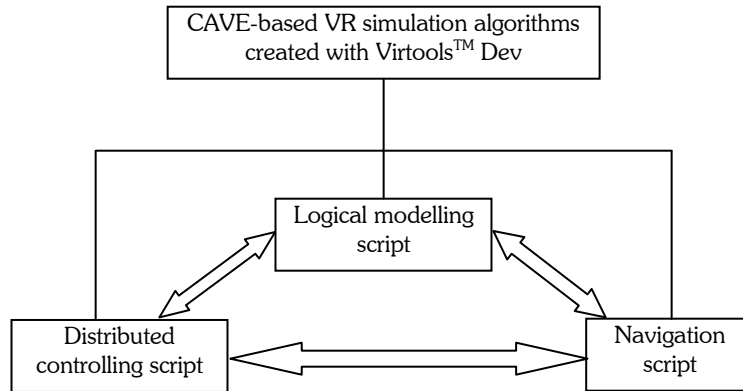 CAVE-based VR simulation algorithms
created with Virtools™ Dev
Logical modelling
script
Distributed
controlling script
Navigation
script